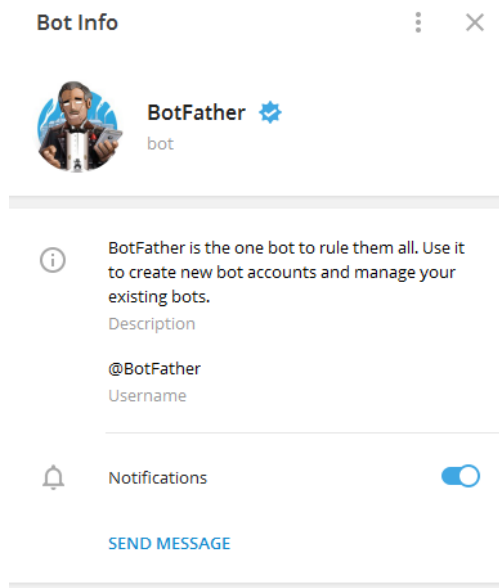 Bot Info
BotFather
bot
BotFather is the one bot to rule them all. Use it
to create new bot accounts and manage your
existing bots.
Description
@BotFather
Username
Notifications
SEND MESSAGE